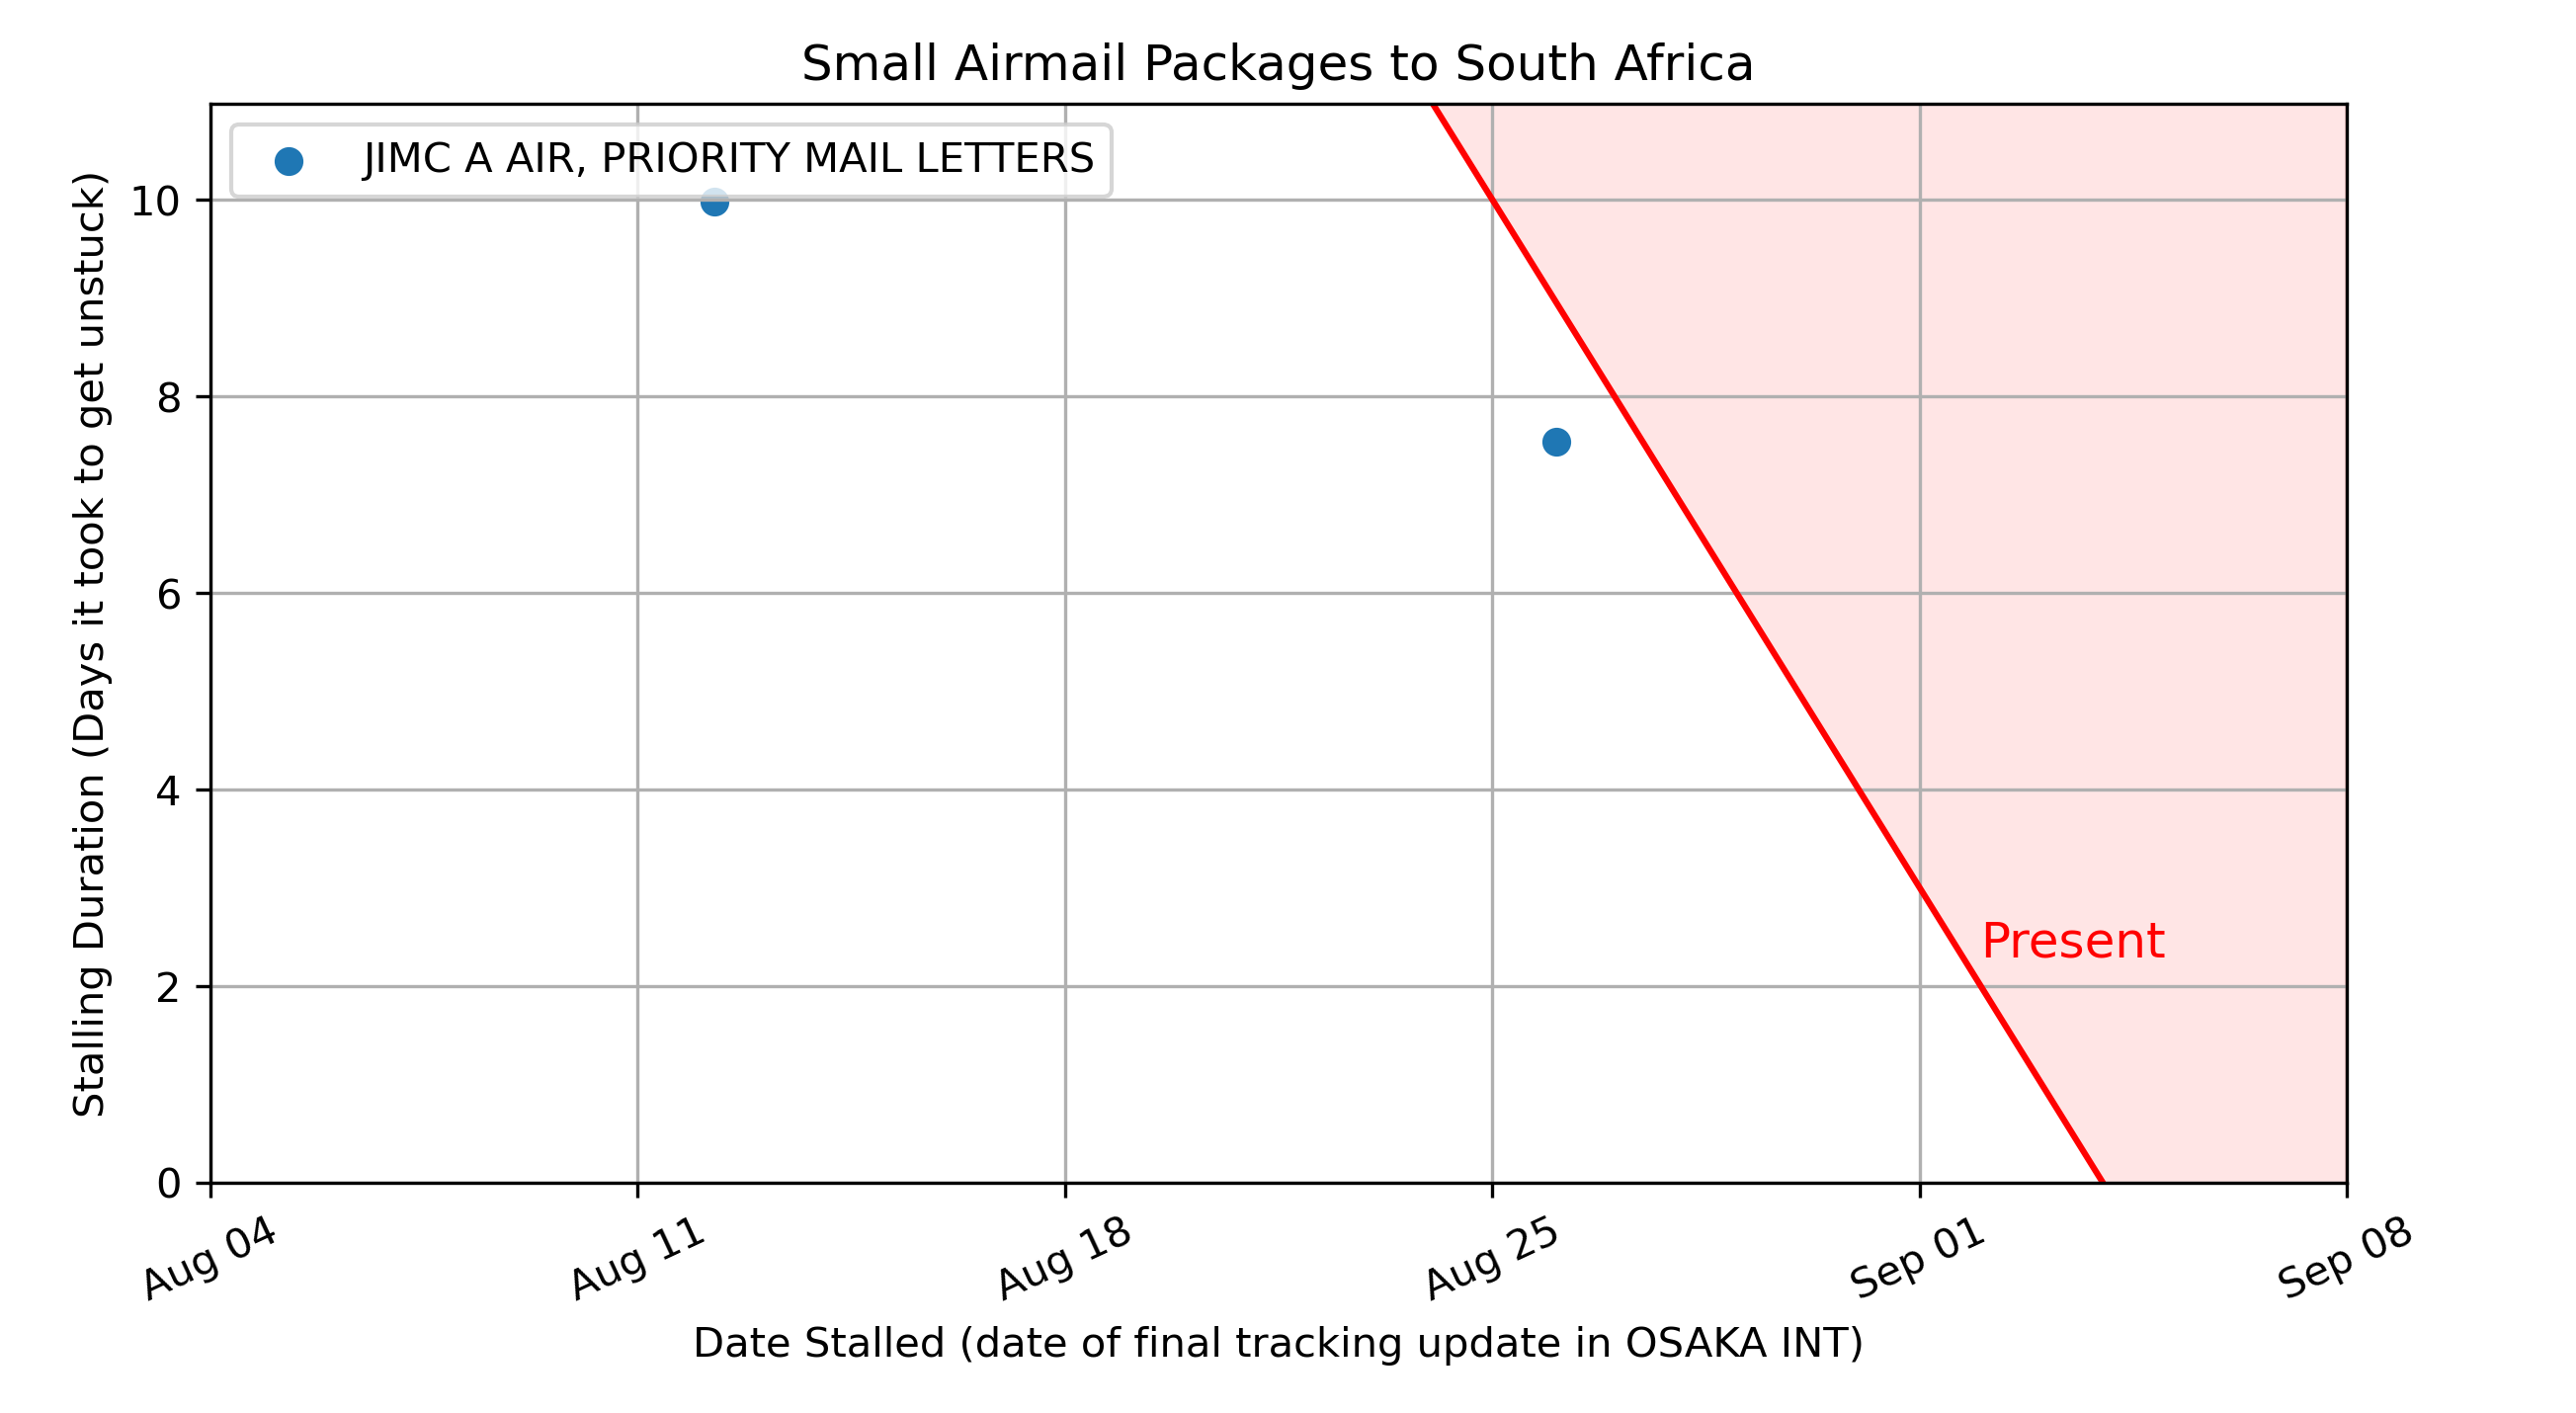 Small Airmail Packages to South Africa
JIMC A AIR, PRIORITY MAIL LETTERS
Stalling Duration (Days it took to get unstuck)
10
8
6
4
2
0
Present
Aug 04
Aug 11
Aug 18
Aug 25
Sep 01
Sep 08
Date Stalled (date of final tracking update in OSAKA INT)